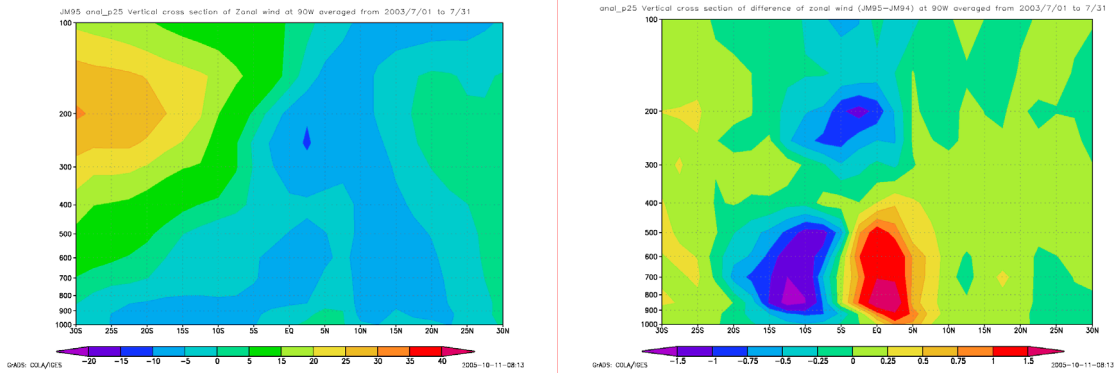 JM95 anal_p25 Vertical cross section of Zonal wind at 90W averaged from 2003/7/01 to 7/31
100
200
300
400
500
600
700
800
900
1000
30S 25S 20S 15S 10S 5S EQ 5N 10N 15N 20N 25N 30N
-20 -15 -10 -5 0 5 10 15 20 25 30 35 40
GrADS: COLA/IGES
2005-10-11-08:13
anal_p25 Vertical cross section of difference of zonal wind (JM95-JM94) at 90W averaged from 2003/7/01 to 7/31
100
200
300
400
500
600
700
800
900
1000
30S 25S 20S 15S 10S 5S EQ 5N 10N 15N 20N 25N 30N
-1.5 -1 -0.75 -0.5 -0.25 0 0.25 0.5 0.75 1 1.5
GrADS: COLA/IGES
2005-10-11-08:13